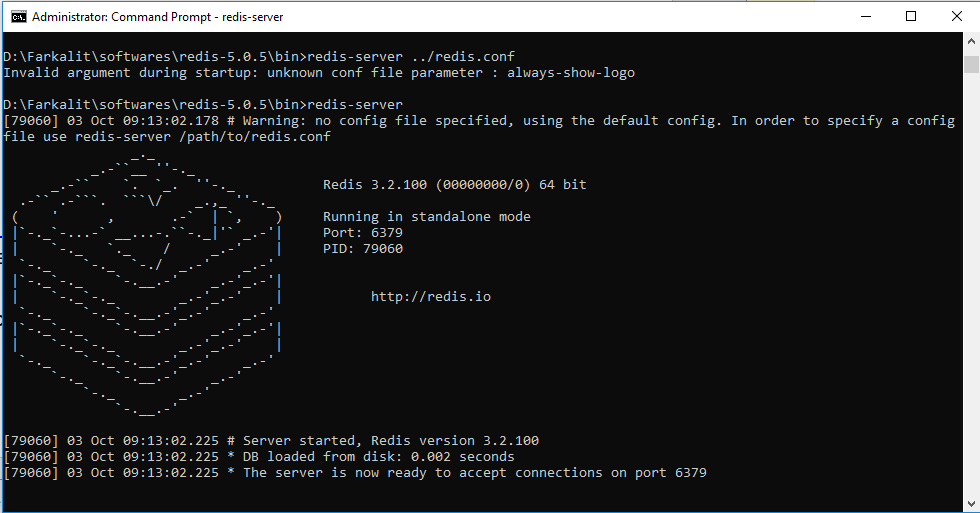 Administrator: Command Prompt - redis-server
D:\Farkalit\softwares\redis-5.0.5\bin>redis-server ../redis.conf
Invalid argument during startup: unknown conf file parameter : always-show-logo
D:\Farkalit\softwares\redis-5.0.5\bin>redis-server
[79060] 03 Oct 09:13:02.178 # Warning: no config file specified, using the default config. In order to specify a config
file use redis-server /path/to/redis.conf
Redis 3.2.100 (00000000/0) 64 bit
Running in standalone mode
Port: 6379
PID: 79060
http://redis.io
[79060] 03 Oct 09:13:02.225 # Server started, Redis version 3.2.100
[79060] 03 Oct 09:13:02.225 * DB loaded from disk: 0.002 seconds
[79060] 03 Oct 09:13:02.225 * The server is now ready to accept connections on port 6379